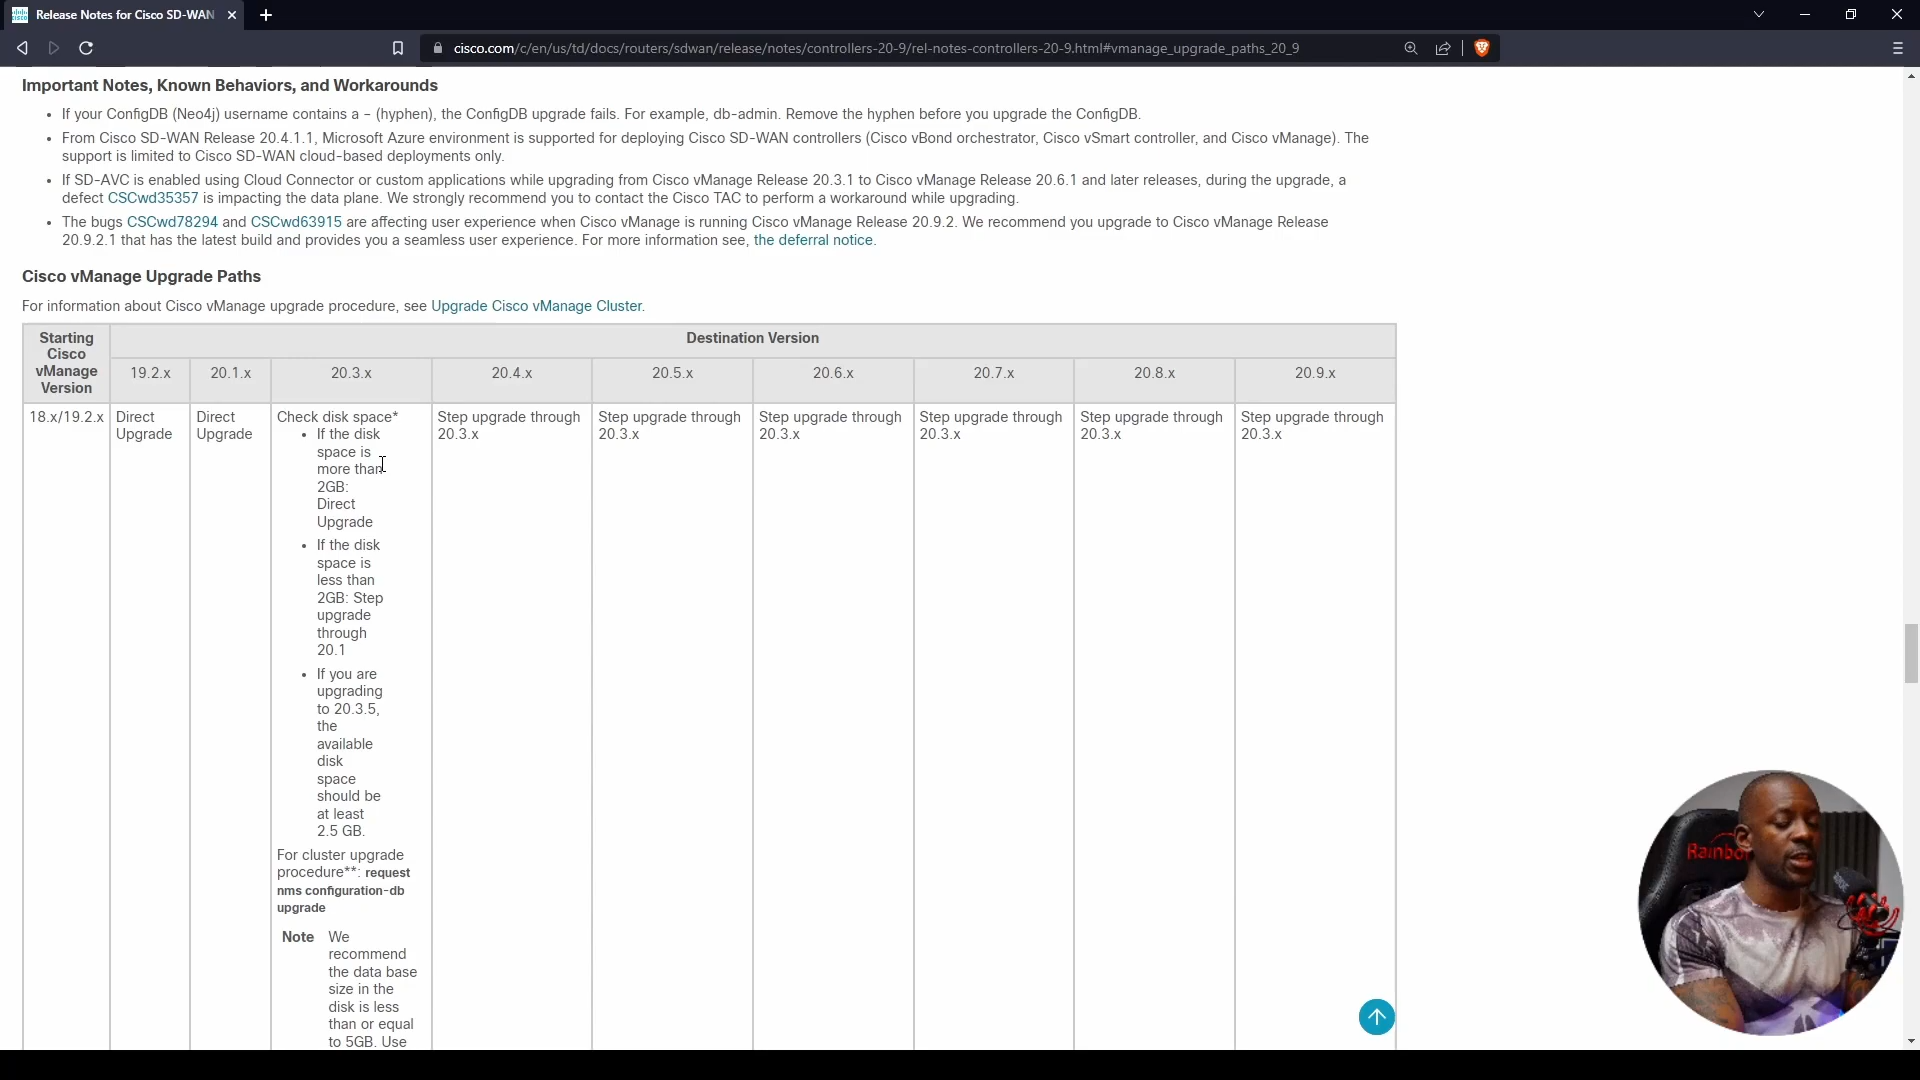 Release Notes for Cisco SD-WAN
cisco.com/c/en/us/td/docs/routers/sdwan/release/notes/controllers-20-9/rel-notes-controllers-20-9.html#vmanage_upgrade_paths_20_9
Important Notes, Known Behaviors, and Workarounds
• If your ConfigDB (Neo4j) username contains a – (hyphen), the ConfigDB upgrade fails. For example, db-admin. Remove the hyphen before you upgrade the ConfigDB.
• From Cisco SD-WAN Release 20.4.1.1, Microsoft Azure environment is supported for deploying Cisco SD-WAN controllers (Cisco vBond orchestrator, Cisco vSmart controller, and Cisco vManage). The
support is limited to Cisco SD-WAN cloud-based deployments only.
• If SD-AVC is enabled using Cloud Connector or custom applications while upgrading from Cisco vManage Release 20.3.1 to Cisco vManage Release 20.6.1 and later releases, during the upgrade, a
defect CSCwd35357 is impacting the data plane. We strongly recommend you to contact the Cisco TAC to perform a workaround while upgrading.
• The bugs CSCwd78294 and CSCwd63915 are affecting user experience when Cisco vManage is running Cisco vManage Release 20.9.2. We recommend you upgrade to Cisco vManage Release
20.9.2.1 that has the latest build and provides you a seamless user experience. For more information see, the deferral notice.
Cisco vManage Upgrade Paths
For information about Cisco vManage upgrade procedure, see Upgrade Cisco vManage Cluster.
Starting
Cisco
vManage
Version
Destination Version
19.2.x 20.1.x 20.3.x 20.4.x 20.5.x 20.6.x 20.7.x 20.8.x 20.9.x
18.x/19.2.x
Direct
Upgrade
Direct
Upgrade
Check disk space*
• If the disk
space is
more than
2GB:
Direct
Upgrade
• If the disk
space is
less than
2GB: Step
upgrade
through
20.1
• If you are
upgrading
to 20.3.5,
the
available
disk
space
should be
at least
2.5 GB.
For cluster upgrade
procedure**: request
nms configuration-db
upgrade
Note We
recommend
the data base
size in the
disk is less
than or equal
to 5GB. Use
Step upgrade through
20.3.x
Step upgrade through
20.3.x
Step upgrade through
20.3.x
Step upgrade through
20.3.x
Step upgrade through
20.3.x
Step upgrade through
20.3.x